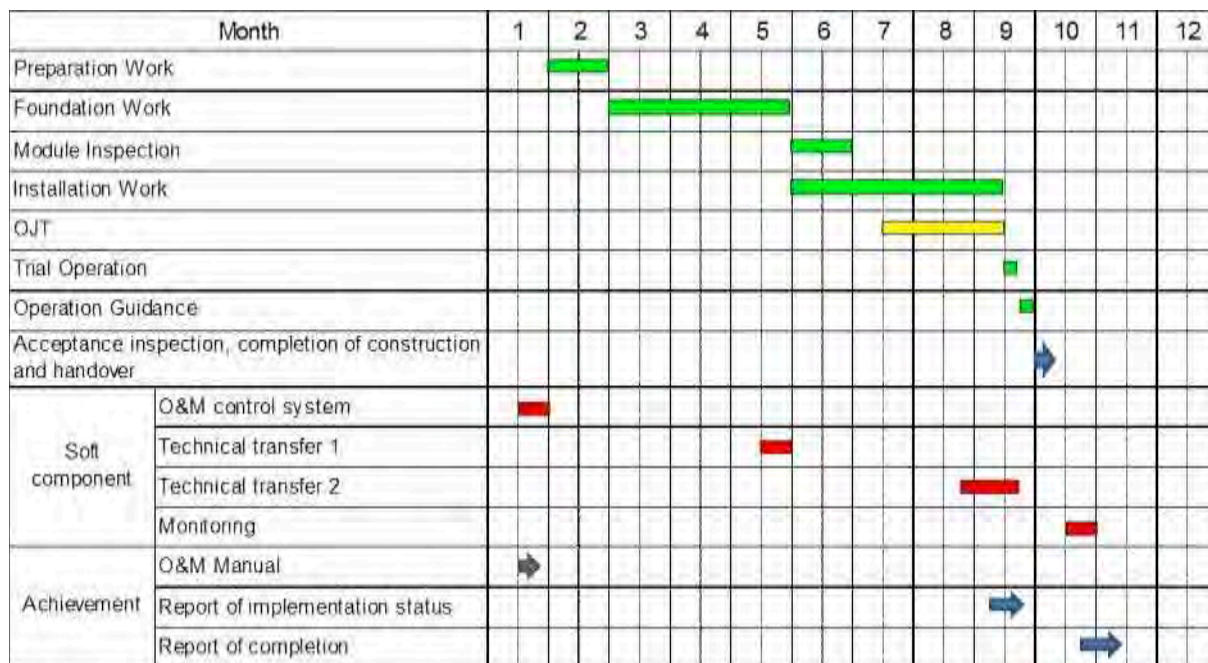 Month 1 2 3 4 5 6 7 8 9 10 11 12
Preparation Work
Foundation Work
Module Inspection
Installation Work
OJT
Trial Operation
Operation Guidance
Acceptance inspection, completion of construction
and handover
Soft
component
O&M control system
Technical transfer 1
Technical transfer 2
Monitoring
Achievement
O&M Manual
Report of implementation status
Report of completion